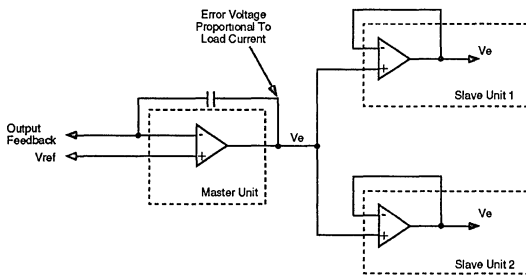 Error Voltage
Proportional To
Load Current
-
+
Ve
Slave Unit 1
Output
Feedback
Vref
-
+
Ve
Master Unit
-
+
Ve
Slave Unit 2